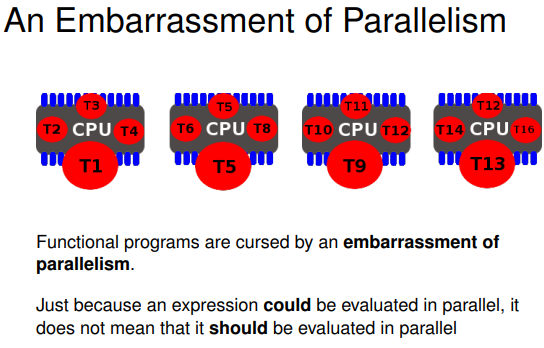 An Embarrassment of Parallelism
T3 T5 T11 T12
T2 CPU T4 T6 CPU T8 T10 CPU T12 T14 CPU T16
T1 T5 T9 T13
Functional programs are cursed by an embarrassment of
parallelism.
Just because an expression could be evaluated in parallel, it
does not mean that it should be evaluated in parallel